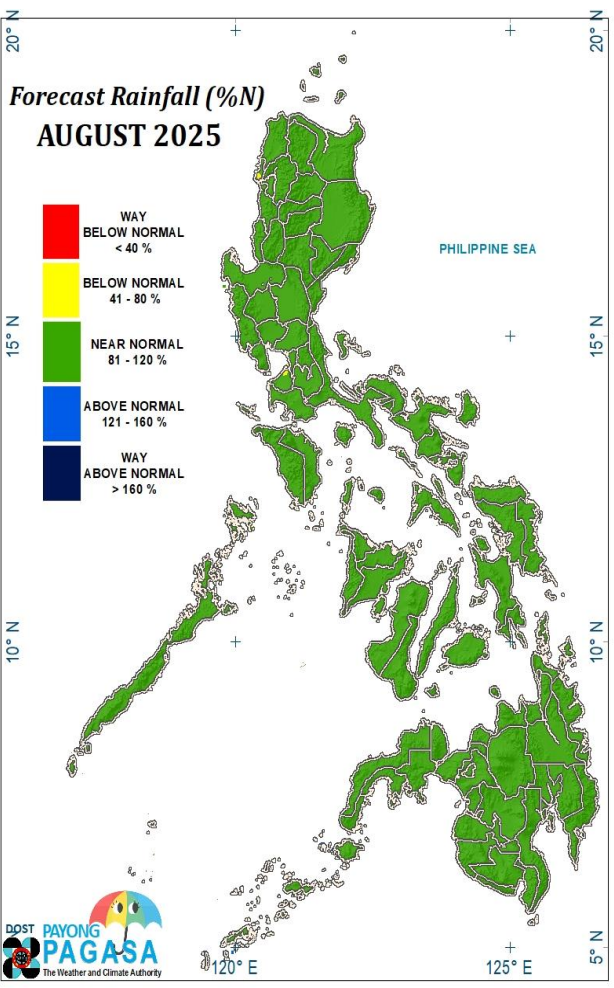 20° N
20° N
Forecast Rainfall (%N)
AUGUST 2025
WAY
BELOW NORMAL
< 40 %
BELOW NORMAL
41 - 80 %
NEAR NORMAL
81 - 120 %
ABOVE NORMAL
121 - 160 %
WAY
ABOVE NORMAL
> 160 %
PHILIPPINE SEA
15° N
15° N
10° N
10° N
5° N
DOST
PAYONG
PAGASA
The Weather and Climate Authority
120° E
125° E